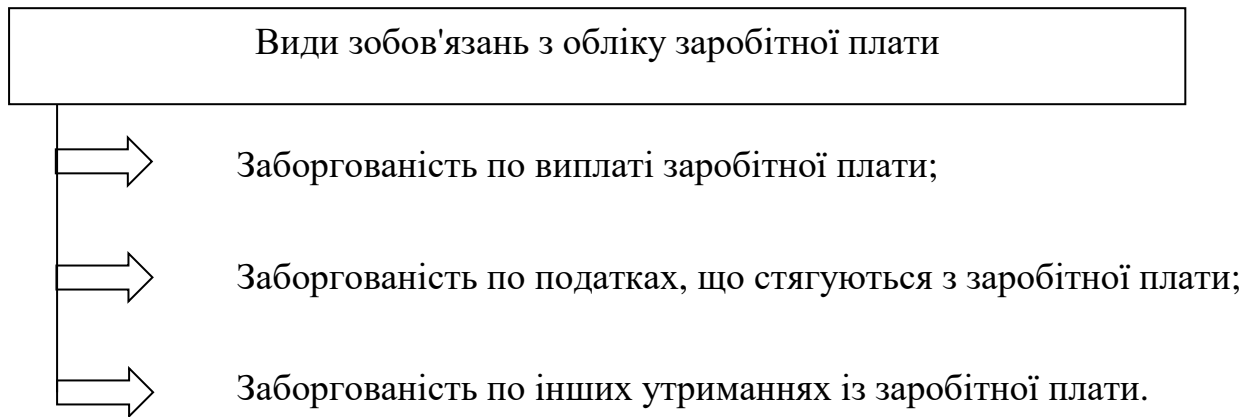 Види зобов'язань з обліку заробітної плати
Заборгованість по виплаті заробітної плати;
Заборгованість по податках, що стягуються з заробітної плати;
Заборгованість по інших утриманнях із заробітної плати.